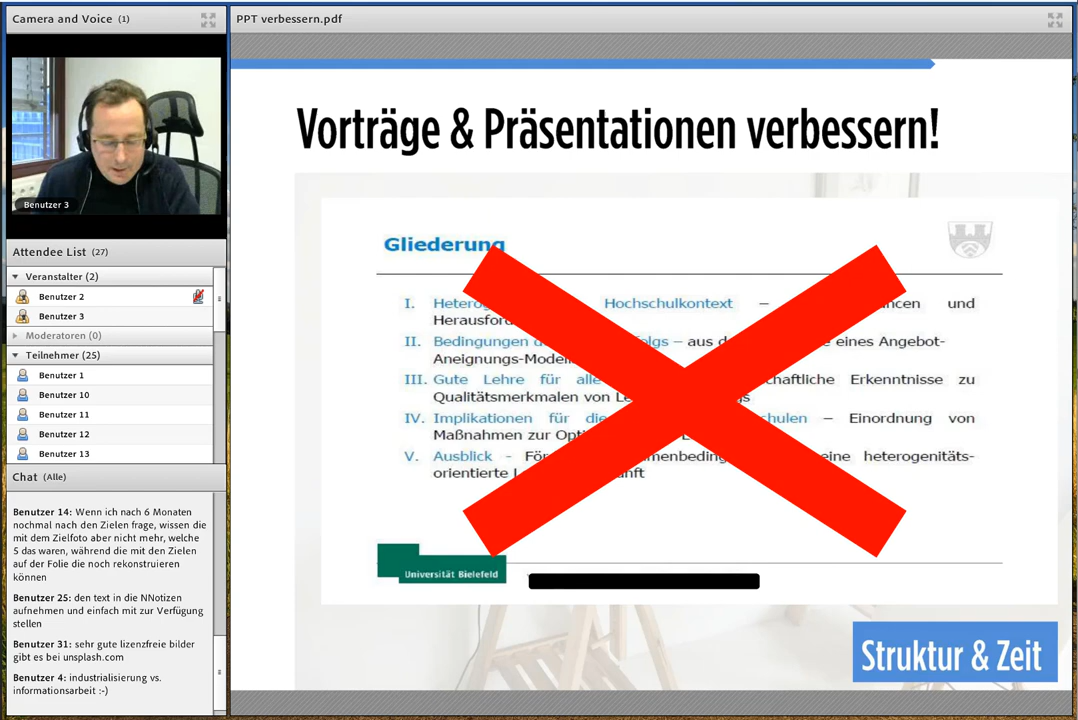 Camera and Voice (1)
Benutzer 3
Attendee List (27)
Veranstalter (2)
Benutzer 2
Benutzer 3
Moderatoren (0)
Teilnehmer (25)
Benutzer 1
Benutzer 10
Benutzer 11
Benutzer 12
Benutzer 13
Chat (Alle)
Benutzer 14: Wenn ich nach 6 Monaten
nochmal nach den Zielen frage, wissen die
mit dem Zielfoto aber nicht mehr, welche
5 das waren, während die mit den Zielen
auf der Folie die noch rekonstruieren
können
Benutzer 25: den text in die NNotizen
aufnehmen und einfach mit zur Verfügung
stellen
Benutzer 31: sehr gute lizenzfreie bilder
gibt es bei unsplash.com
Benutzer 4: industrialisierung vs.
informationsarbeit :-)
PPT verbessern.pdf
Vorträge & Präsentationen verbessern!
Gliederung
I. Hochschulkontext – und
II. Bedingungen – aus eines Angebot-
III. Gute Lehre für Erkenntnisse zu
Qualitätsmerkmalen von
IV. Implikationen für – Einordnung von
Maßnahmen zur
V. Ausblick - eine heterogenitäts-
orientierte
Universität Bielefeld
Struktur & Zeit